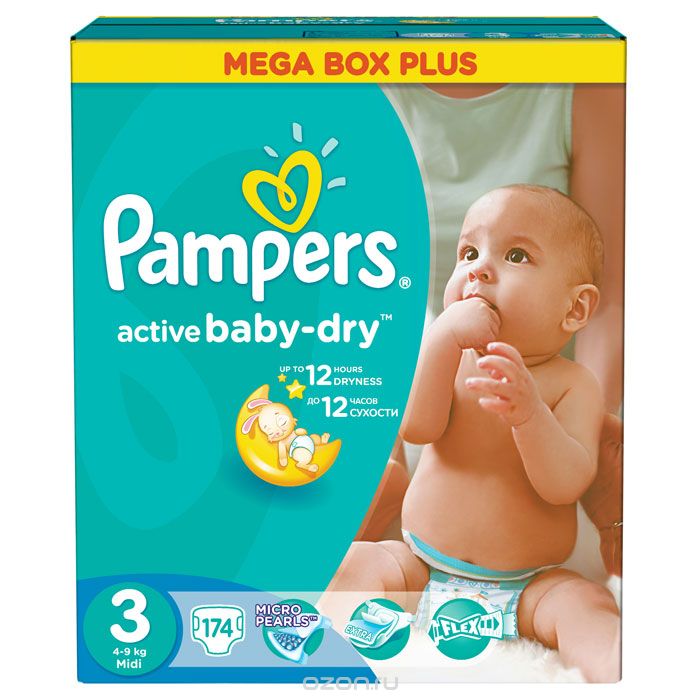 MEGA BOX PLUS
Pampers®
active baby-dry™
UP TO 12 HOURS DRYNESS
ДО 12 ЧАСОВ СУХОСТИ
3
4-9 kg
Midi
174
MICRO
PEARLS™
EXTRA
FLEX
ozon.ru